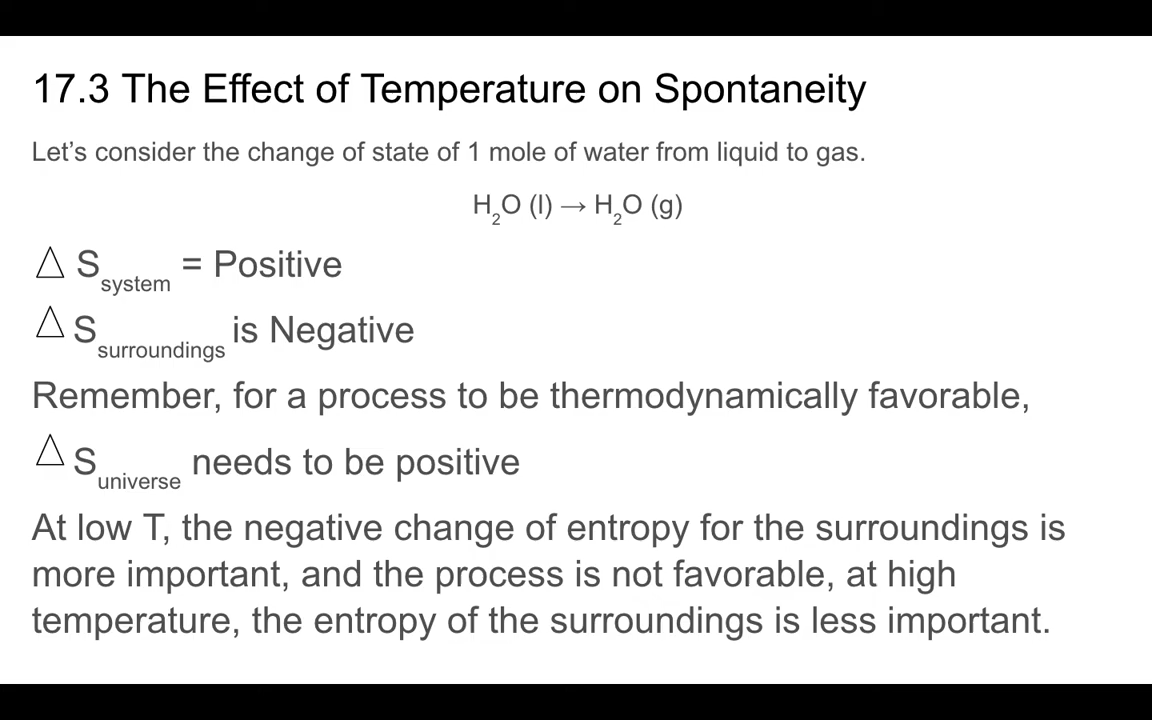 17.3 The Effect of Temperature on Spontaneity
Let's consider the change of state of 1 mole of water from liquid to gas.
H₂O (l) → H₂O (g)
△ S_system = Positive
△ S_surroundings is Negative
Remember, for a process to be thermodynamically favorable,
△ S_universe needs to be positive
At low T, the negative change of entropy for the surroundings is
more important, and the process is not favorable, at high
temperature, the entropy of the surroundings is less important.